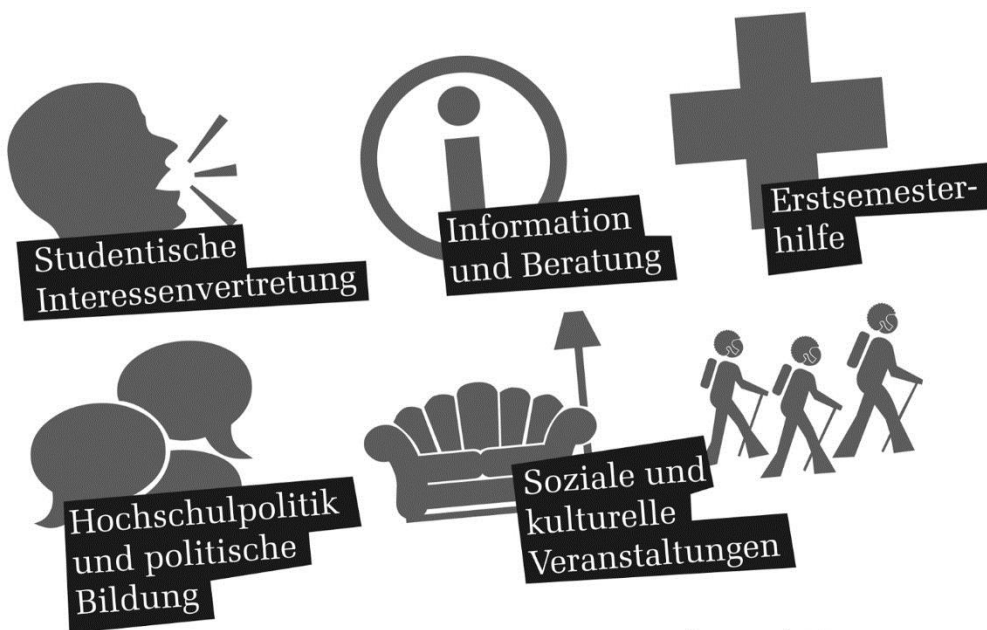 Studentische
Interessenvertretung
Information
und Beratung
Erstsemester-
hilfe
Hochschulpolitik
und politische
Bildung
Soziale und
kulturelle
Veranstaltungen